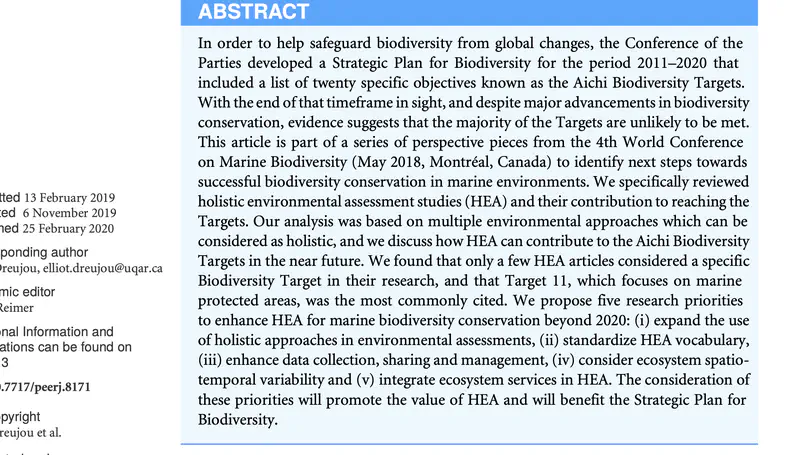 ABSTRACT
In order to help safeguard biodiversity from global changes, the Conference of the
Parties developed a Strategic Plan for Biodiversity for the period 2011–2020 that
included a list of twenty specific objectives known as the Aichi Biodiversity Targets.
With the end of that timeframe in sight, and despite major advancements in biodiversity
conservation, evidence suggests that the majority of the Targets are unlikely to be met.
This article is part of a series of perspective pieces from the 4th World Conference
on Marine Biodiversity (May 2018, Montréal, Canada) to identify next steps towards
successful biodiversity conservation in marine environments. We specifically reviewed
holistic environmental assessment studies (HEA) and their contribution to reaching the
Targets. Our analysis was based on multiple environmental approaches which can be
considered as holistic, and we discuss how HEA can contribute to the Aichi Biodiversity
Targets in the near future. We found that only a few HEA articles considered a specific
Biodiversity Target in their research, and that Target 11, which focuses on marine
protected areas, was the most commonly cited. We propose five research priorities
to enhance HEA for marine biodiversity conservation beyond 2020: (i) expand the use
of holistic approaches in environmental assessments, (ii) standardize HEA vocabulary,
(iii) enhance data collection, sharing and management, (iv) consider ecosystem spatio-
temporal variability and (v) integrate ecosystem services in HEA. The consideration of
these priorities will promote the value of HEA and will benefit the Strategic Plan for
Biodiversity.
tted 13 February 2019
ted 6 November 2019
ned 25 February 2020
ponding author
Dreujou, elliot.dreujou@uqar.ca
mic editor
Reimer
onal Information and
ations can be found on
3
0.7717/peerj.8171
pyright
reujou et al.